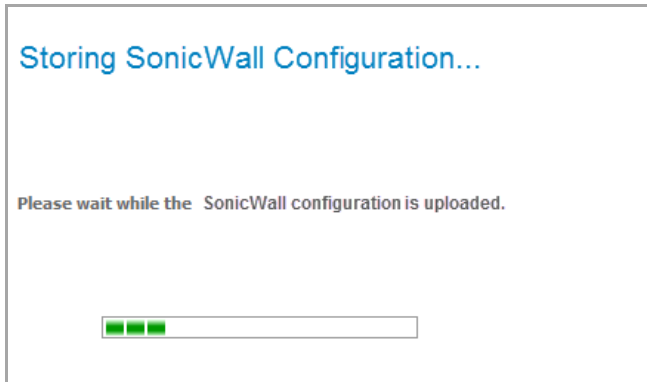 Storing SonicWall Configuration...
Please wait while the SonicWall configuration is uploaded.